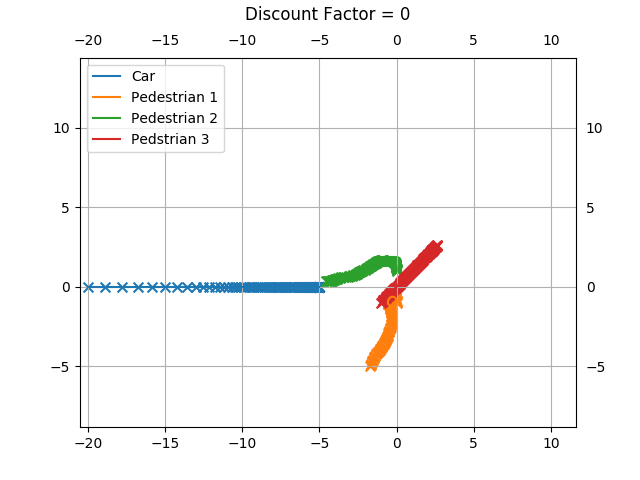 Discount Factor = 0
−20 −15 −10 −5 0 5 10
Car
Pedestrian 1
Pedestrian 2
Pedstrian 3
10 10
5 5
0 0
−5 −5
−20 −15 −10 −5 0 5 10